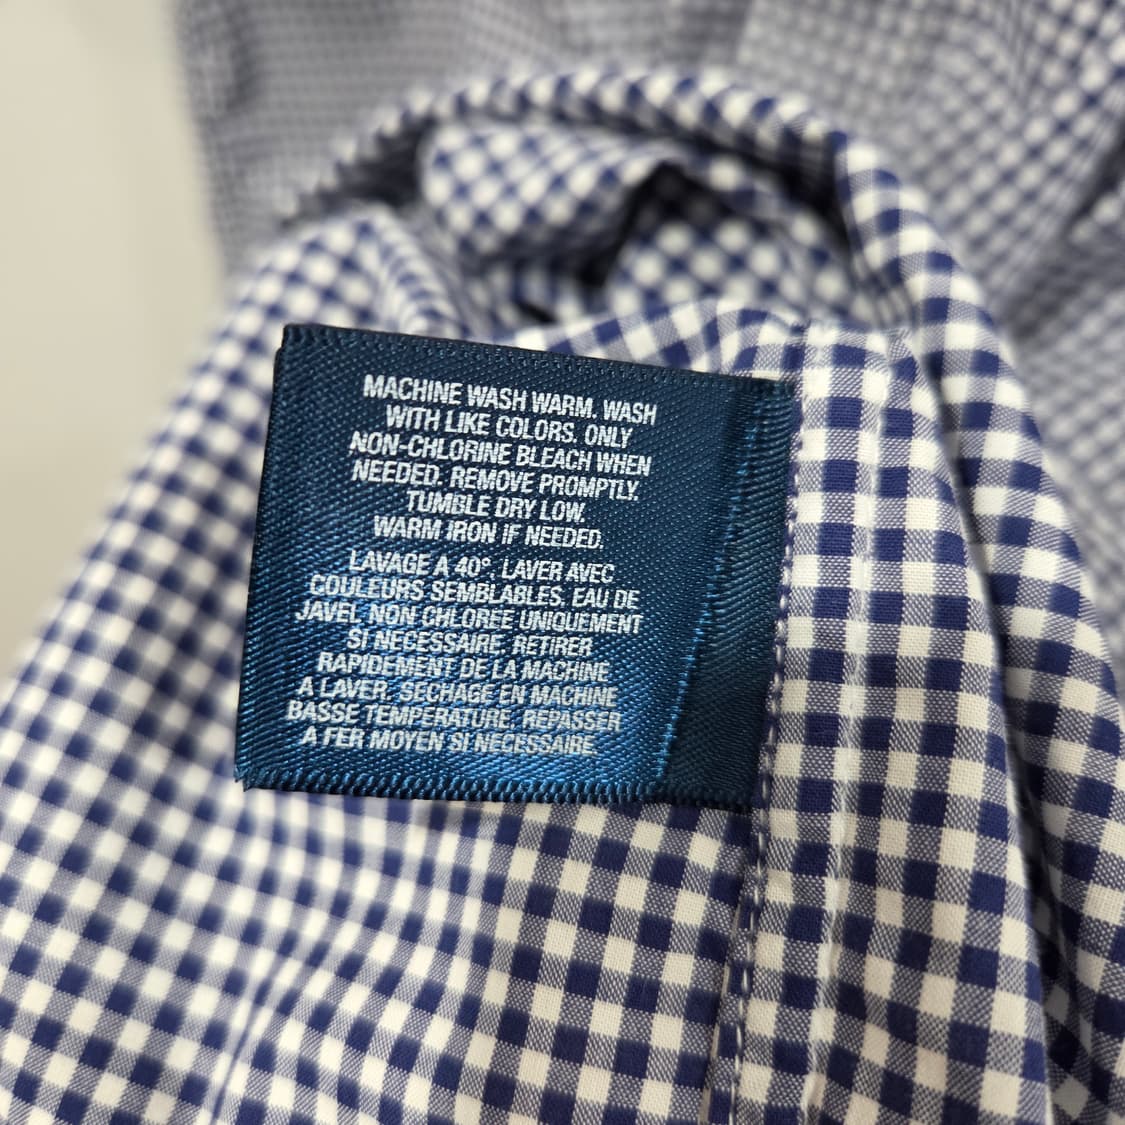 MACHINE WASH WARM. WASH
WITH LIKE COLORS. ONLY
NON-CHLORINE BLEACH WHEN
NEEDED. REMOVE PROMPTLY.
TUMBLE DRY LOW.
WARM IRON IF NEEDED.
LAVAGE A 40°. LAVER AVEC
COULEURS SEMBLABLES. EAU DE
JAVEL NON CHLOREE UNIQUEMENT
SI NECESSAIRE. RETIRER
RAPIDEMENT DE LA MACHINE
A LAVER. SECHAGE EN MACHINE
BASSE TEMPERATURE. REPASSER
A FER MOYEN SI NECESSAIRE.